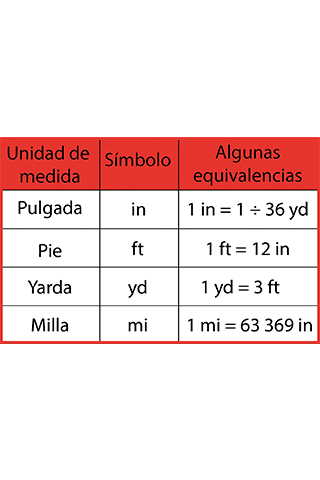 Unidad de medida Símbolo Algunas equivalencias
Pulgada in 1 in = 1 ÷ 36 yd
Pie ft 1 ft = 12 in
Yarda yd 1 yd = 3 ft
Milla mi 1 mi = 63 369 in